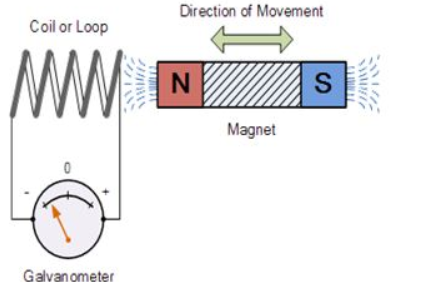 Direction of Movement
Coil or Loop
N
S
Magnet
0
- +
Galvanometer